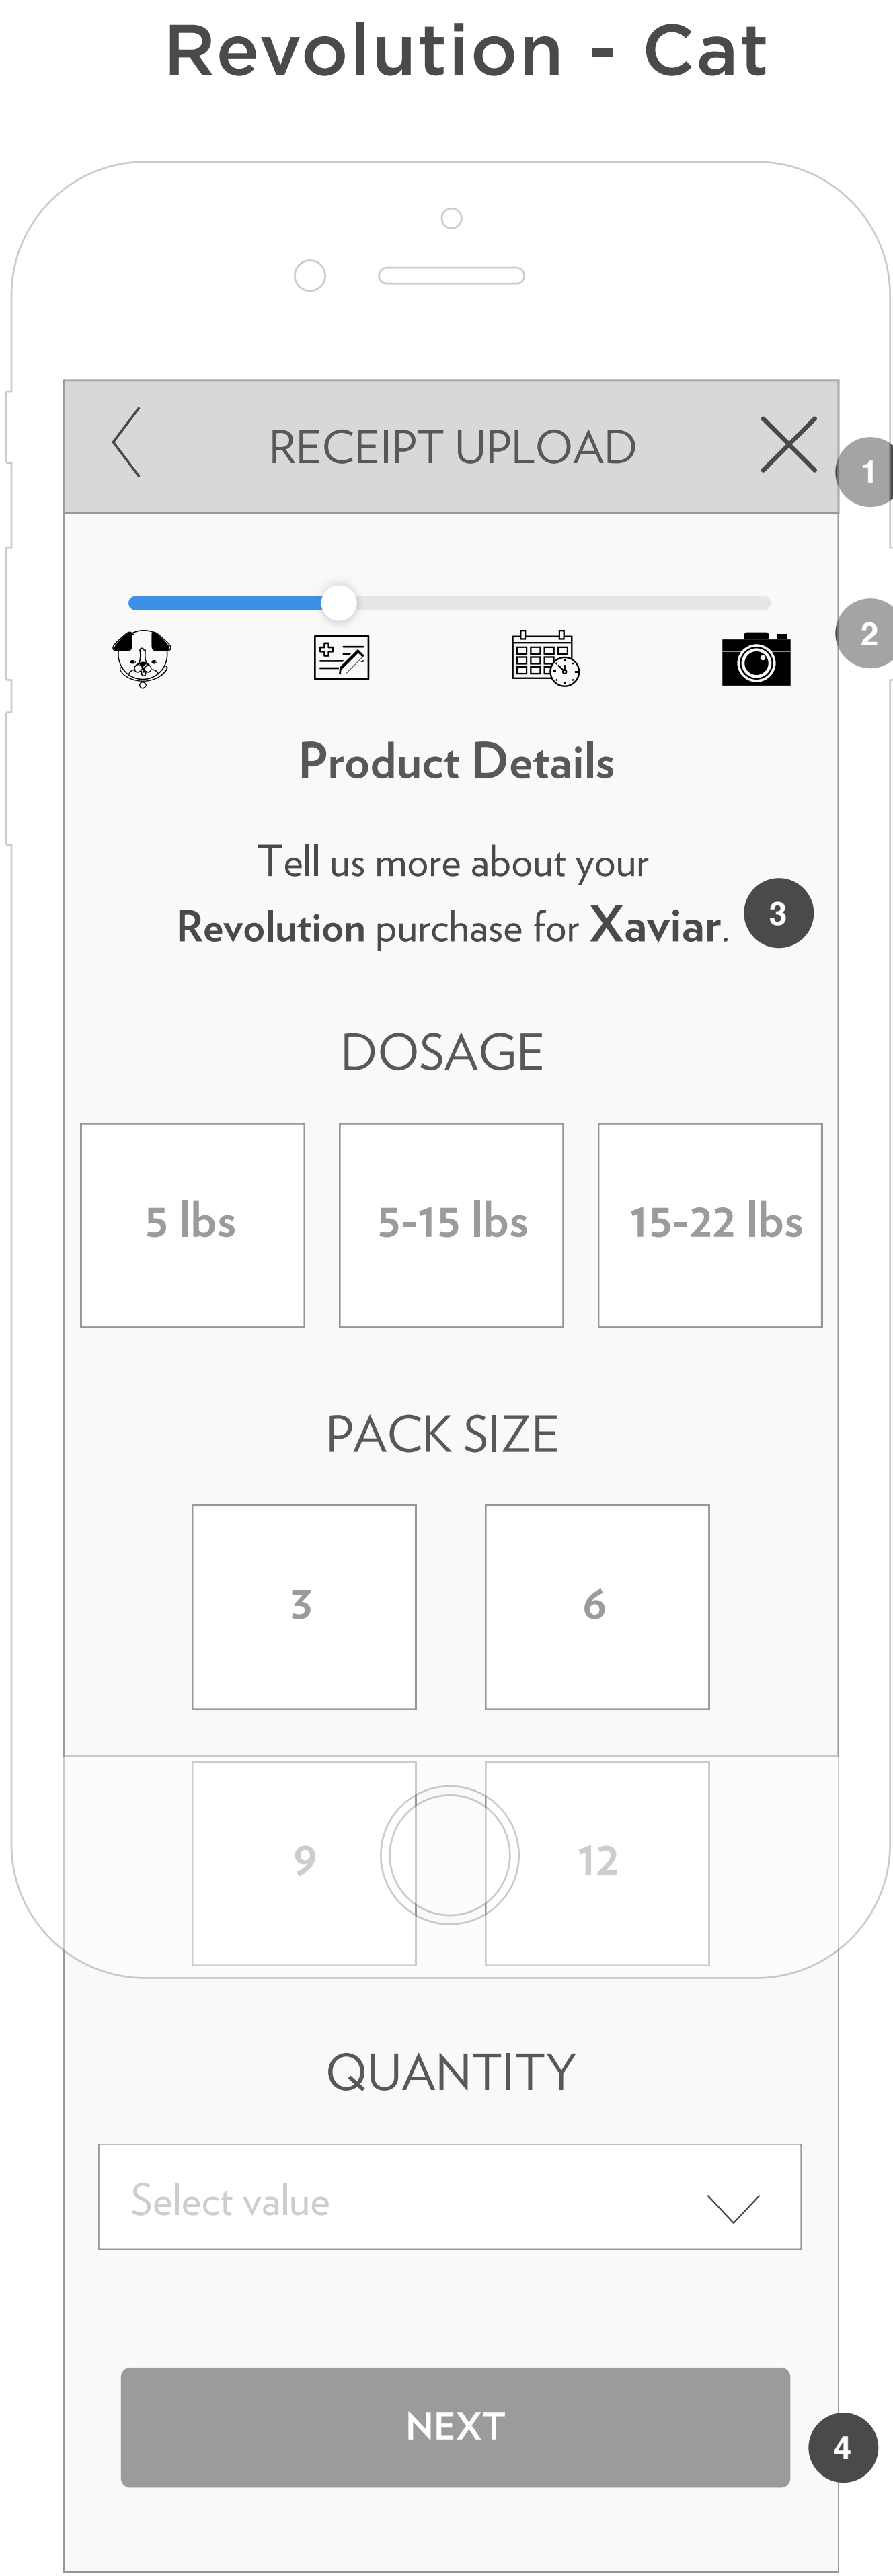 Revolution - Cat
RECEIPT UPLOAD
1
2
Product Details
Tell us more about your
Revolution purchase for Xaviar.
3
DOSAGE
5 lbs
5-15 lbs
15-22 lbs
PACK SIZE
3
6
9
12
QUANTITY
Select value
NEXT
4